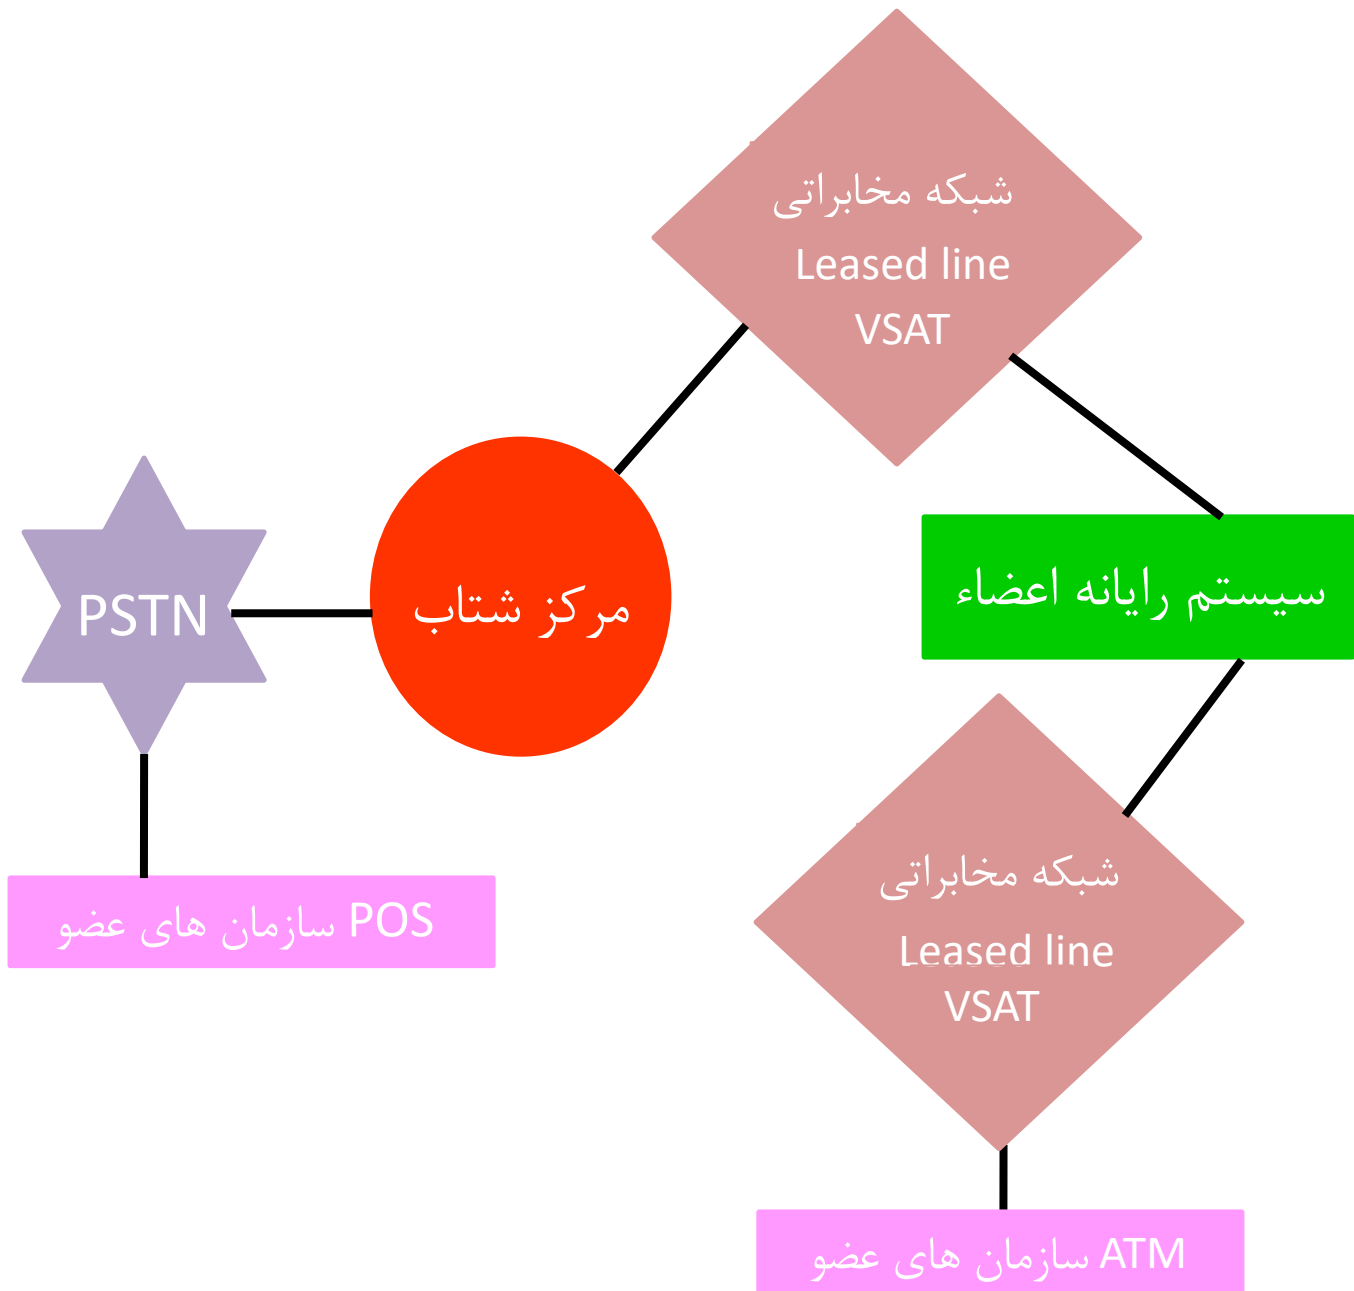 شبکه مخابراتی
Leased line
VSAT
سیستم رایانه اعضاء
مرکز شتاب
PSTN
شبکه مخابراتی
Leased line
VSAT
POS سازمان های عضو
ATM سازمان های عضو